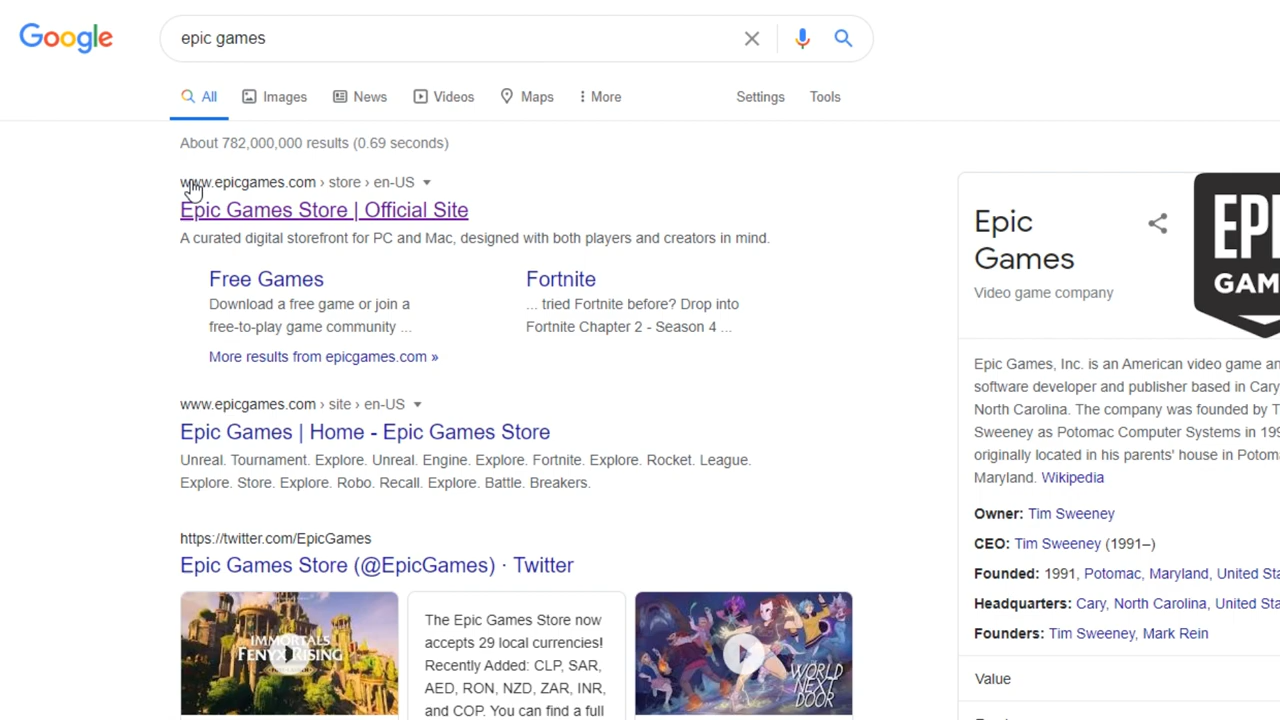 Google
epic games
All
Images
News
Videos
Maps
More
Settings
Tools
About 782,000,000 results (0.69 seconds)
www.epicgames.com › store › en-US
Epic Games Store | Official Site
A curated digital storefront for PC and Mac, designed with both players and creators in mind.
Free Games
Download a free game or join a
free-to-play game community ...
Fortnite
... tried Fortnite before? Drop into
Fortnite Chapter 2 - Season 4 ...
More results from epicgames.com »
www.epicgames.com › site › en-US
Epic Games | Home - Epic Games Store
Unreal. Tournament. Explore. Unreal. Engine. Explore. Fortnite. Explore. Rocket. League.
Explore. Store. Explore. Robo. Recall. Explore. Battle. Breakers.
https://twitter.com/EpicGames
Epic Games Store (@EpicGames) · Twitter
IMMORTALS
FENYX RISING
The Epic Games Store now
accepts 29 local currencies!
Recently Added: CLP, SAR,
AED, RON, NZD, ZAR, INR,
and COP. You can find a full
WORLD
NEXT
DOOR
Epic
Games
Video game company
EPI
GAM
Epic Games, Inc. is an American video game an
software developer and publisher based in Cary
North Carolina. The company was founded by T
Sweeney as Potomac Computer Systems in 199
originally located in his parents' house in Potom
Maryland. Wikipedia
Owner: Tim Sweeney
CEO: Tim Sweeney (1991–)
Founded: 1991, Potomac, Maryland, United Sta
Headquarters: Cary, North Carolina, United Sta
Founders: Tim Sweeney, Mark Rein
Value